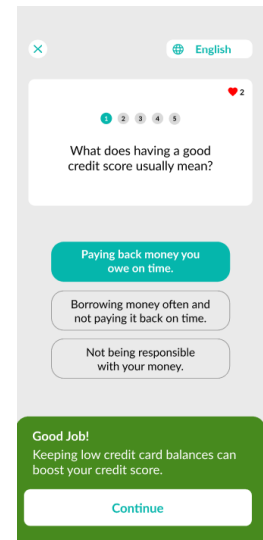 English
2
1 2 3 4 5
What does having a good
credit score usually mean?
Paying back money you
owe on time.
Borrowing money often and
not paying it back on time.
Not being responsible
with your money.
Good Job!
Keeping low credit card balances can
boost your credit score.
Continue